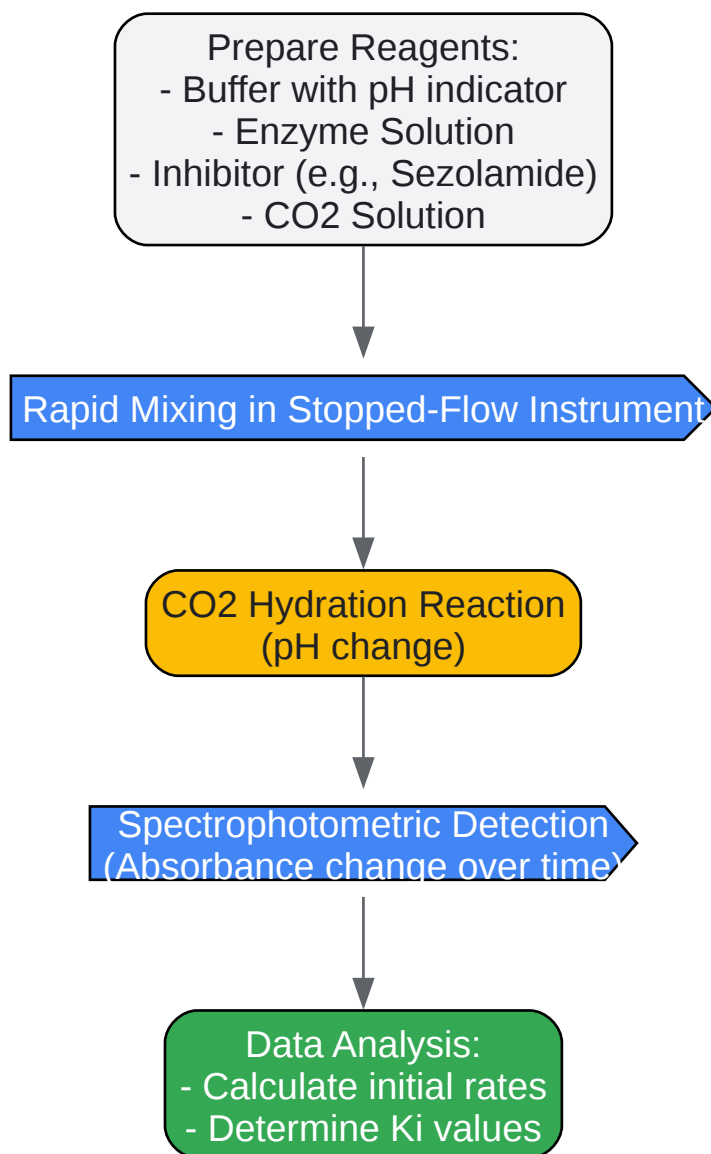 Prepare Reagents:
- Buffer with pH indicator
- Enzyme Solution
- Inhibitor (e.g., Sezolamide)
- CO2 Solution
Rapid Mixing in Stopped-Flow Instrument
CO2 Hydration Reaction
(pH change)
Spectrophotometric Detection
(Absorbance change over time)
Data Analysis:
- Calculate initial rates
- Determine Ki values